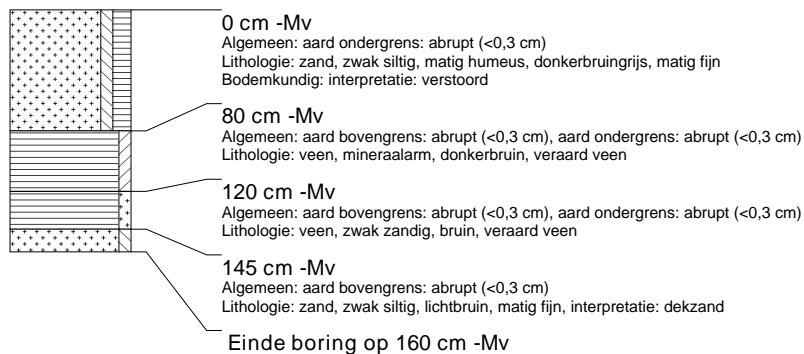 0 cm -Mv
Algemeen: aard ondergrens: abrupt (<0,3 cm)
Lithologie: zand, zwak siltig, matig humeus, donkerbruingrijs, matig fijn
Bodemkundig: interpretatie: verstoord
80 cm -Mv
Algemeen: aard bovengrens: abrupt (<0,3 cm), aard ondergrens: abrupt (<0,3 cm)
Lithologie: veen, mineraalarm, donkerbruin, veraard veen
120 cm -Mv
Algemeen: aard bovengrens: abrupt (<0,3 cm), aard ondergrens: abrupt (<0,3 cm)
Lithologie: veen, zwak zandig, bruin, veraard veen
145 cm -Mv
Algemeen: aard bovengrens: abrupt (<0,3 cm)
Lithologie: zand, zwak siltig, lichtbruin, matig fijn, interpretatie: dekzand
Einde boring op 160 cm -Mv